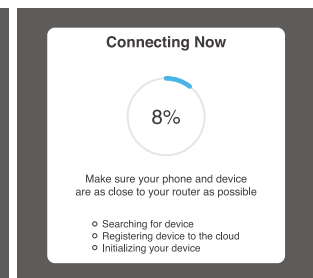 Connecting Now
8%
Make sure your phone and device
are as close to your router as possible
Searching for device
Registering device to the cloud
Initializing your device